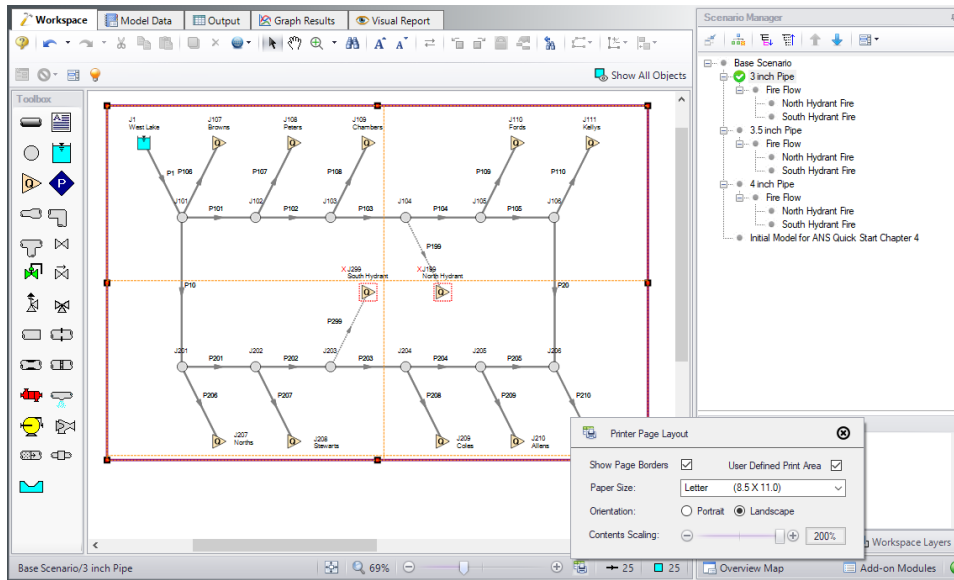 Workspace
Model Data
Output
Graph Results
Visual Report
Scenario Manager
Show All Objects
Toolbox
Base Scenario
3 inch Pipe
Fire Flow
North Hydrant Fire
South Hydrant Fire
3.5 inch Pipe
Fire Flow
North Hydrant Fire
South Hydrant Fire
4 inch Pipe
Fire Flow
North Hydrant Fire
South Hydrant Fire
Initial Model for ANS Quick Start Chapter 4
J1
West Lake
J107
Browns
J108
Peters
J109
Chambers
J110
Fords
J111
Kellys
P1
P106
P107
P108
P109
P110
J101
P101
J102
P102
J103
P103
J104
P104
J105
P105
J106
P199
X J299
South Hydrant
X J199
North Hydrant
P10
P20
P299
J201
P201
J202
P202
J203
P203
J204
P204
J205
P205
J206
P206
P207
P208
P209
P210
J207
Norths
J208
Stewarts
J209
Coles
J210
Allens
Printer Page Layout
Show Page Borders
User Defined Print Area
Paper Size:
Letter (8.5 X 11.0)
Orientation:
Portrait
Landscape
Contents Scaling:
200%
Workspace Layers
Base Scenario/3 inch Pipe
69%
25
25
Overview Map
Add-on Modules